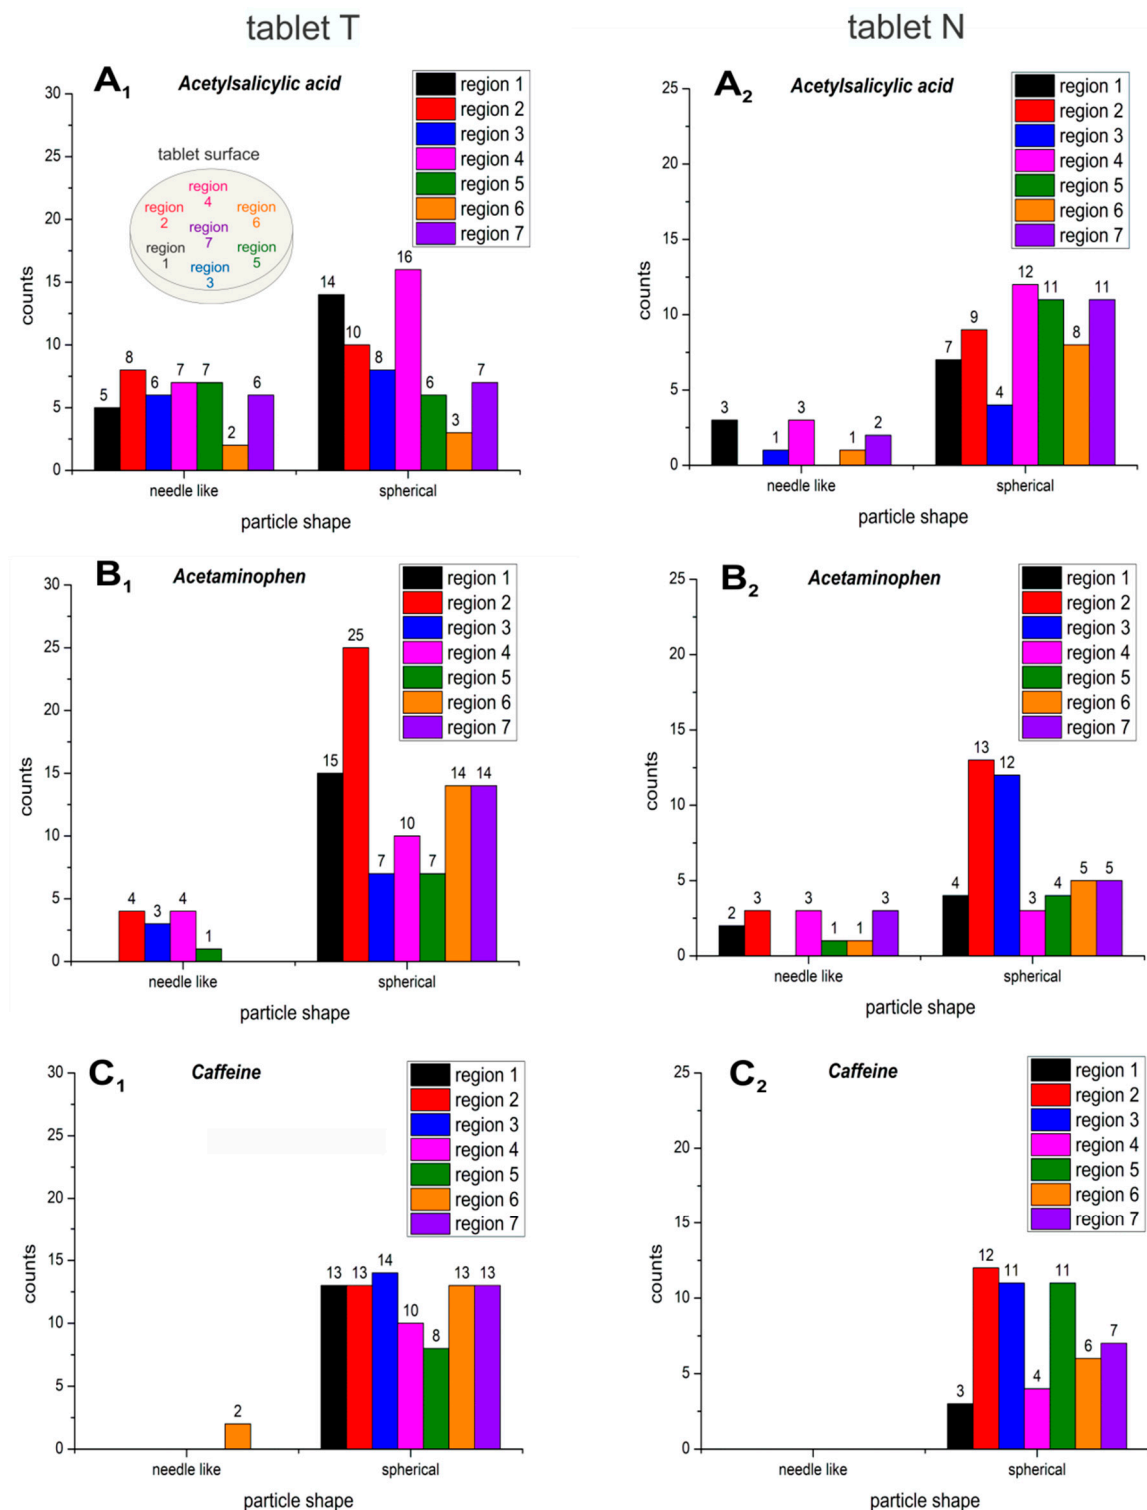 tablet T
tablet N
A1
Acetylsalicylic acid
region 1
region 2
region 3
region 4
region 5
region 6
region 7
30
25
20
15
10
5
0
counts
tablet surface
region
4
region
2
region
6
region
7
region
1
region
5
region
3
5
8
6
7
7
2
6
14
10
8
16
6
3
7
needle like
spherical
particle shape
A2
Acetylsalicylic acid
region 1
region 2
region 3
region 4
region 5
region 6
region 7
25
20
15
10
5
0
counts
3
1
3
1
2
7
9
4
12
11
8
11
needle like
spherical
particle shape
B1
Acetaminophen
region 1
region 2
region 3
region 4
region 5
region 6
region 7
30
25
20
15
10
5
0
counts
4
3
4
1
15
25
7
10
7
14
14
needle like
spherical
particle shape
B2
Acetaminophen
region 1
region 2
region 3
region 4
region 5
region 6
region 7
25
20
15
10
5
0
counts
2
3
3
1
1
3
4
13
12
3
4
5
5
needle like
spherical
particle shape
C1
Caffeine
region 1
region 2
region 3
region 4
region 5
region 6
region 7
30
25
20
15
10
5
0
counts
2
13
13
14
10
8
13
13
needle like
spherical
particle shape
C2
Caffeine
region 1
region 2
region 3
region 4
region 5
region 6
region 7
25
20
15
10
5
0
counts
3
12
11
4
11
6
7
needle like
spherical
particle shape